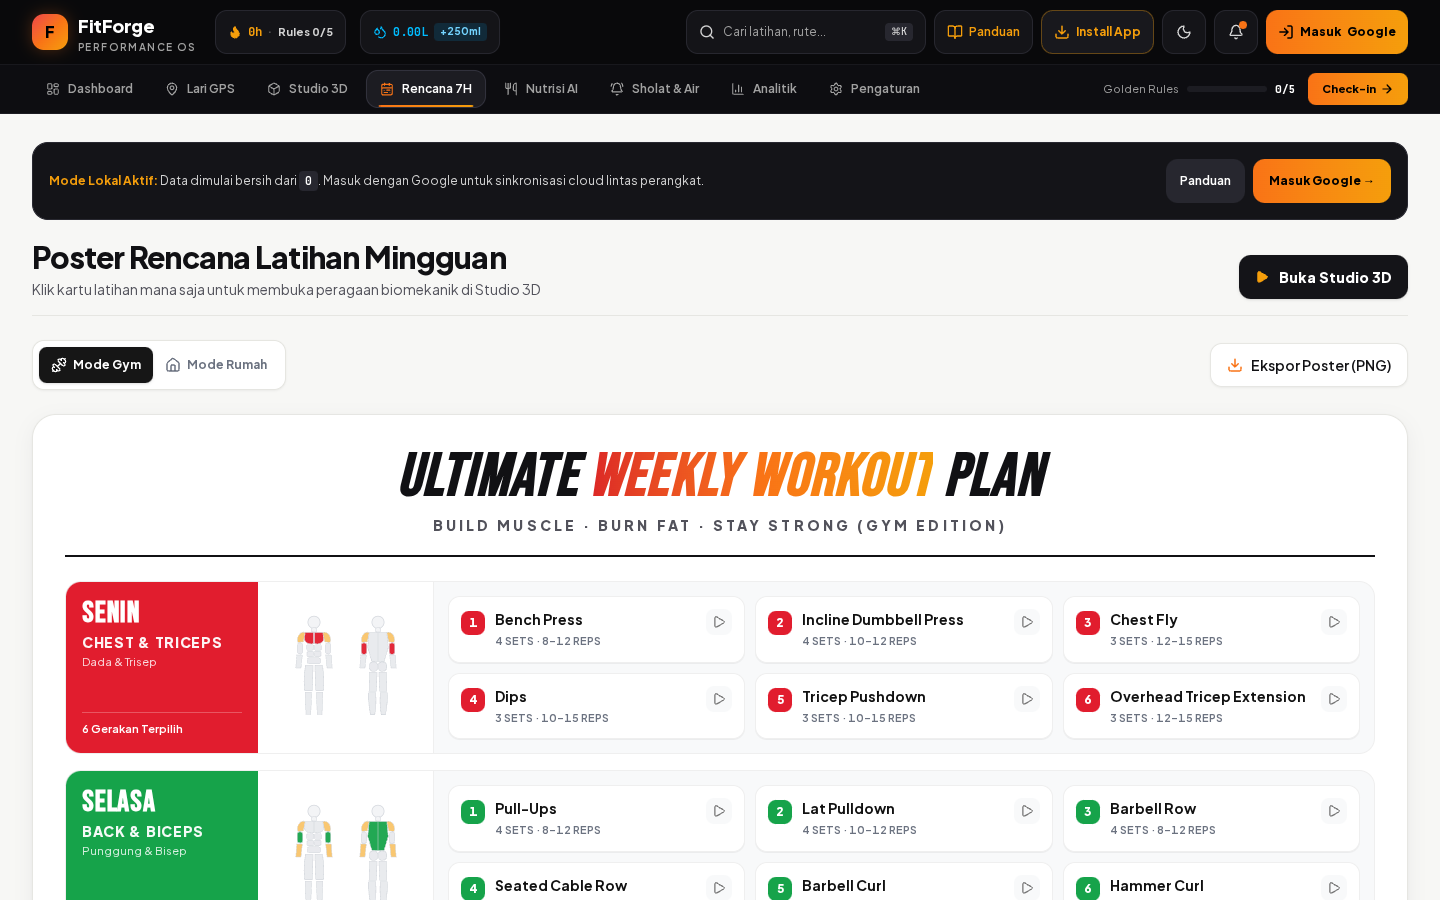 F
FitForge
PERFORMANCE OS
0h · Rules 0/5
0.00L +250ml
Cari latihan, rute... ⌘K
Panduan
Install App
Masuk Google
Dashboard
Lari GPS
Studio 3D
Rencana 7H
Nutrisi AI
Sholat & Air
Analitik
Pengaturan
Golden Rules 0/5
Check-in →
Mode Lokal Aktif: Data dimulai bersih dari 0. Masuk dengan Google untuk sinkronisasi cloud lintas perangkat.
Panduan
Masuk Google →
Poster Rencana Latihan Mingguan
Klik kartu latihan mana saja untuk membuka peragaan biomekanik di Studio 3D
Buka Studio 3D
Mode Gym
Mode Rumah
Ekspor Poster (PNG)
ULTIMATE WEEKLY WORKOUT PLAN
BUILD MUSCLE · BURN FAT · STAY STRONG (GYM EDITION)
SENIN
CHEST & TRICEPS
Dada & Trisep
6 Gerakan Terpilih
1 Bench Press
4 SETS · 8-12 REPS
2 Incline Dumbbell Press
4 SETS · 10-12 REPS
3 Chest Fly
3 SETS · 12-15 REPS
4 Dips
3 SETS · 10-15 REPS
5 Tricep Pushdown
3 SETS · 10-15 REPS
6 Overhead Tricep Extension
3 SETS · 12-15 REPS
SELASA
BACK & BICEPS
Punggung & Bisep
1 Pull-Ups
4 SETS · 8-12 REPS
2 Lat Pulldown
4 SETS · 10-12 REPS
3 Barbell Row
4 SETS · 8-12 REPS
4 Seated Cable Row
5 Barbell Curl
6 Hammer Curl